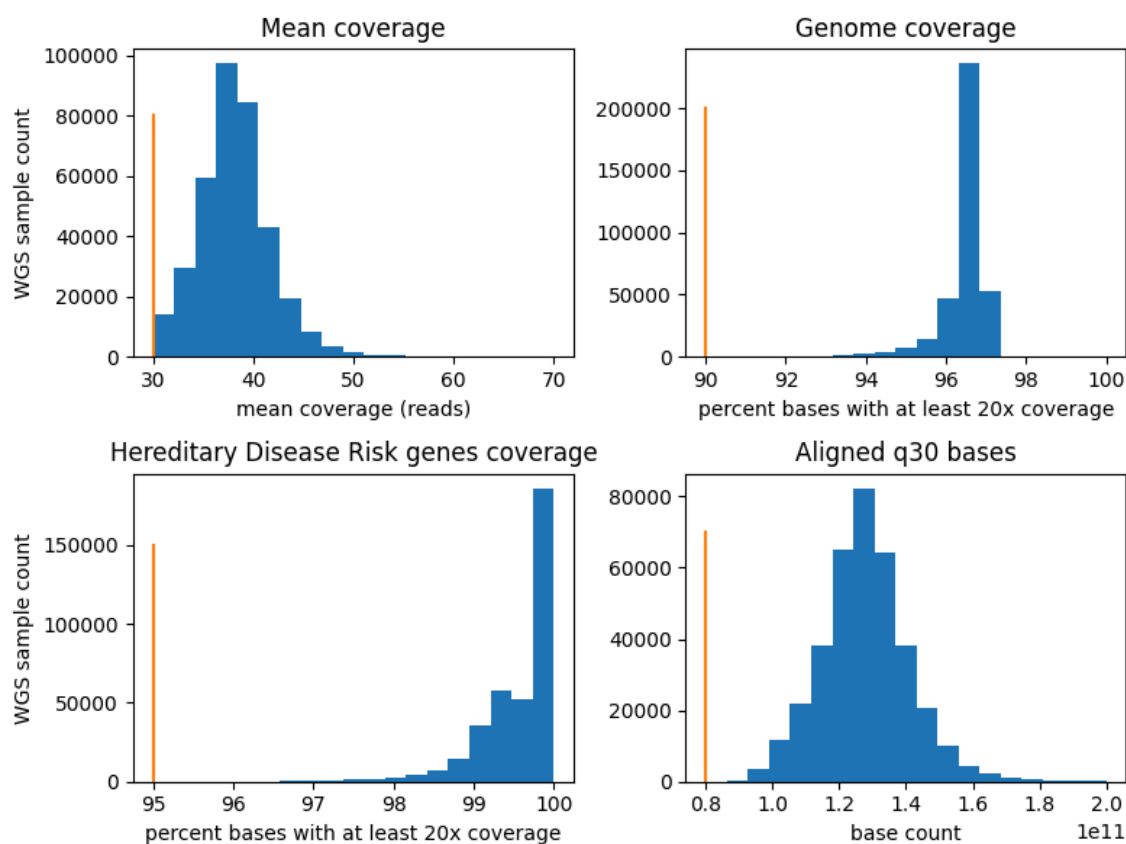 Mean coverage
WGS sample count
100000
80000
60000
40000
20000
0
30 40 50 60 70
mean coverage (reads)
Genome coverage
200000
150000
100000
50000
0
90 92 94 96 98 100
percent bases with at least 20x coverage
Hereditary Disease Risk genes coverage
WGS sample count
150000
100000
50000
0
95 96 97 98 99 100
percent bases with at least 20x coverage
Aligned q30 bases
80000
60000
40000
20000
0
0.8 1.0 1.2 1.4 1.6 1.8 2.0
base count
1e11